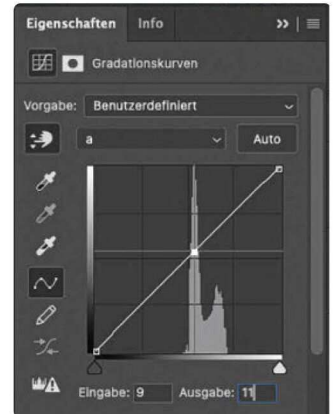 Eigenschaften Info
Gradationskurven
Vorgabe: Benutzerdefiniert
a Auto
Eingabe: 9 Ausgabe: 11